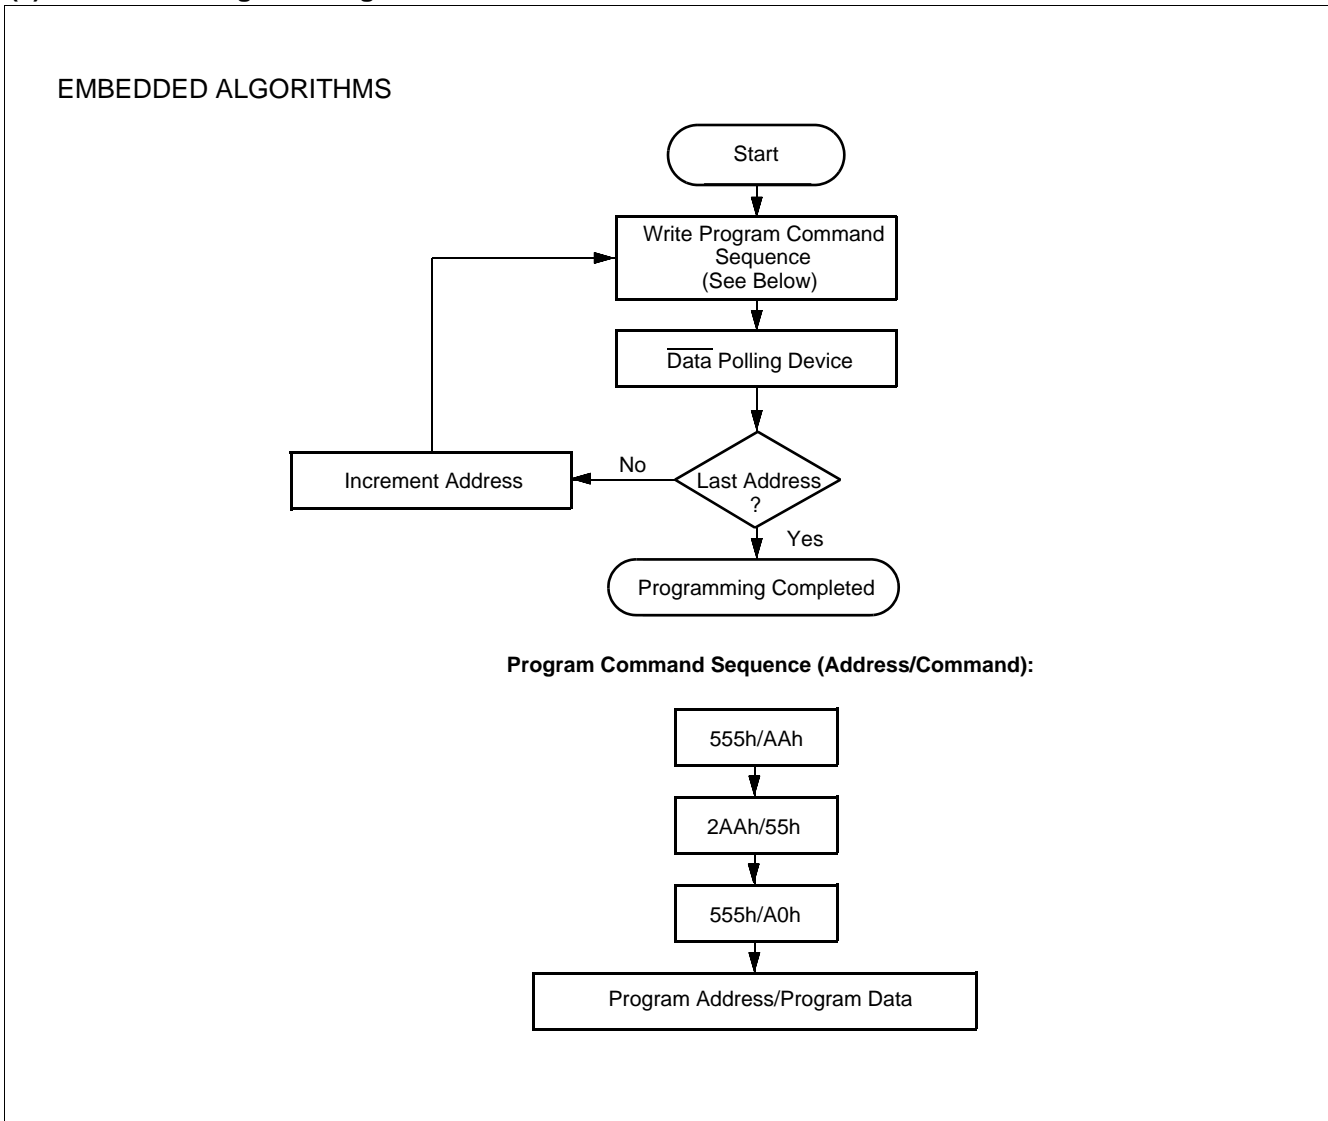 EMBEDDED ALGORITHMS
Start
Write Program Command
Sequence
(See Below)
Data Polling Device
Increment Address
No
Last Address
?
Yes
Programming Completed
Program Command Sequence (Address/Command):
555h/AAh
2AAh/55h
555h/A0h
Program Address/Program Data